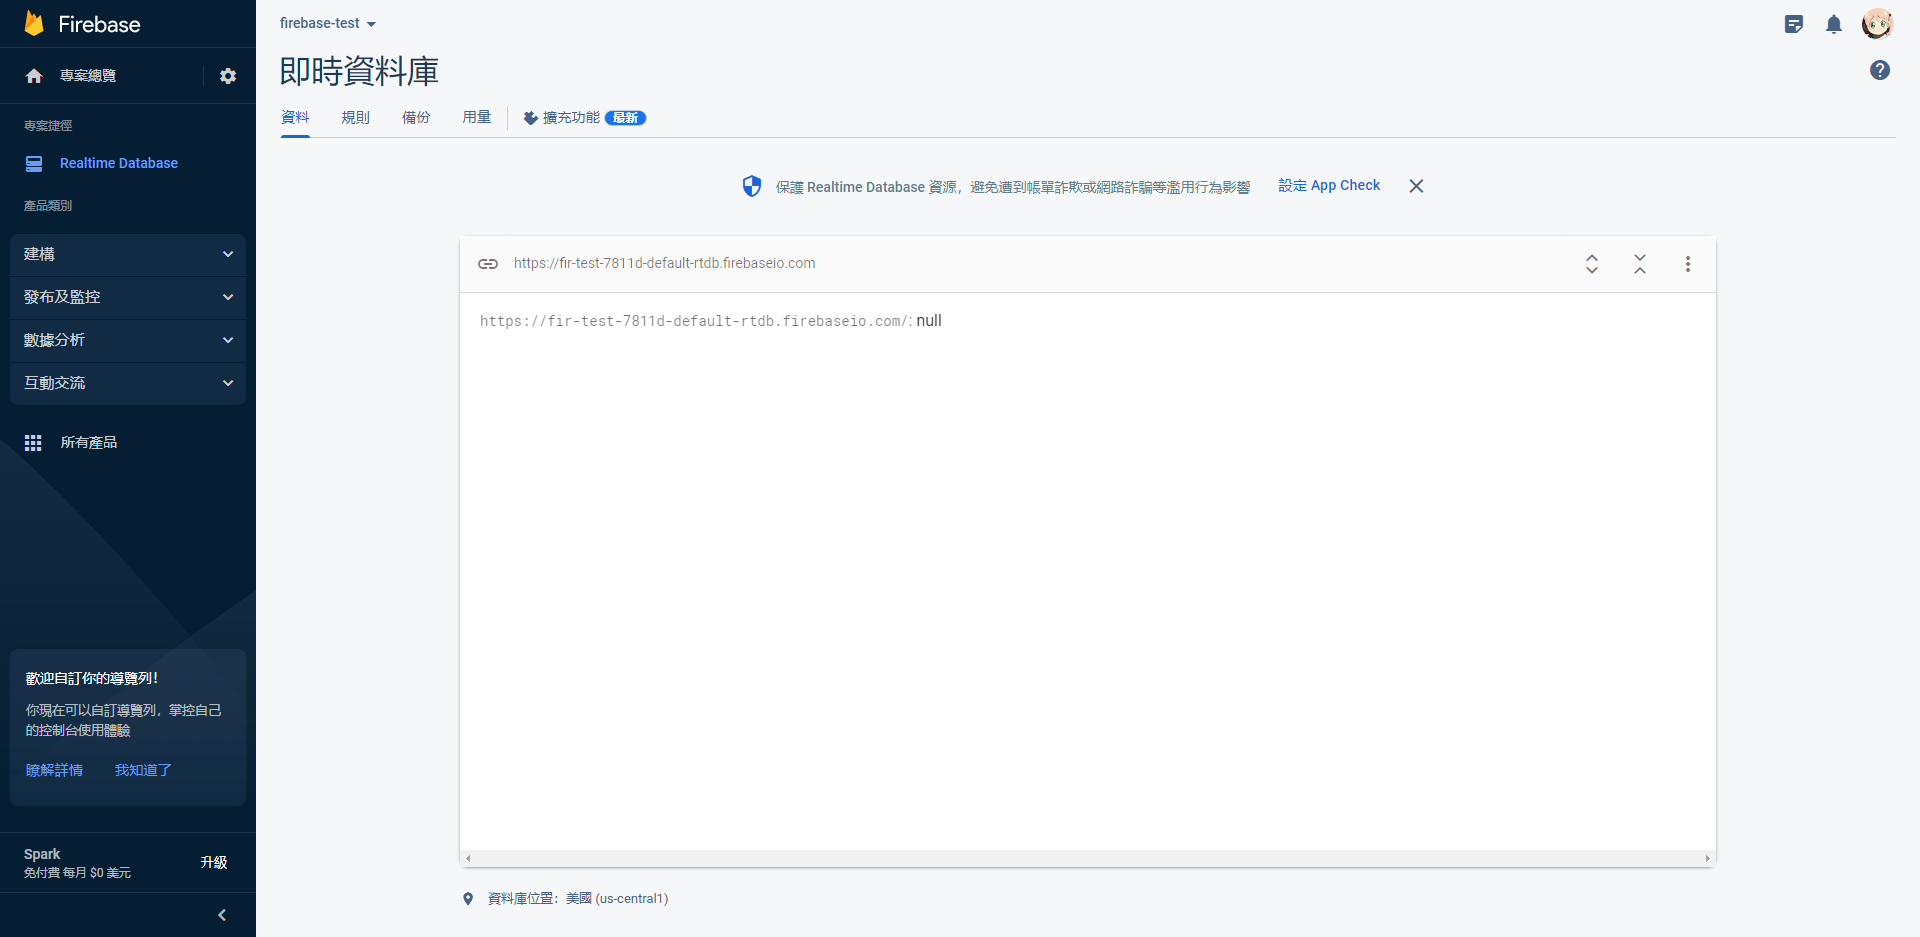 Firebase
專案總覽
專案捷徑
Realtime Database
產品類別
建構
發布及監控
數據分析
互動交流
所有產品
歡迎自訂你的導覽列！
你現在可以自訂導覽列，掌控自己
的控制台使用體驗
瞭解詳情 我知道了
Spark
免付費 每月 $0 美元
升級
firebase-test
即時資料庫
資料 規則 備份 用量 擴充功能 最新
保護 Realtime Database 資源，避免遭到帳單詐欺或網路詐騙等濫用行為影響 設定 App Check
https://fir-test-7811d-default-rtdb.firebaseio.com
https://fir-test-7811d-default-rtdb.firebaseio.com/: null
資料庫位置：美國 (us-central1)